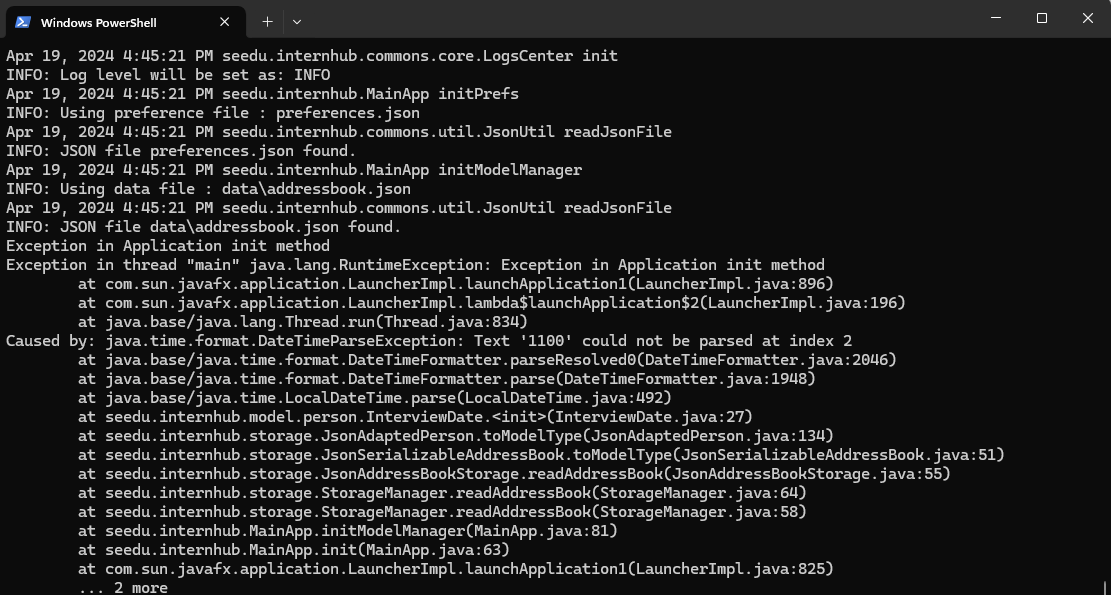 Windows PowerShell
Apr 19, 2024 4:45:21 PM seedu.internhub.commons.core.LogsCenter init
INFO: Log level will be set as: INFO
Apr 19, 2024 4:45:21 PM seedu.internhub.MainApp initPrefs
INFO: Using preference file : preferences.json
Apr 19, 2024 4:45:21 PM seedu.internhub.commons.util.JsonUtil readJsonFile
INFO: JSON file preferences.json found.
Apr 19, 2024 4:45:21 PM seedu.internhub.MainApp initModelManager
INFO: Using data file : data\addressbook.json
Apr 19, 2024 4:45:21 PM seedu.internhub.commons.util.JsonUtil readJsonFile
INFO: JSON file data\addressbook.json found.
Exception in Application init method
Exception in thread "main" java.lang.RuntimeException: Exception in Application init method
        at com.sun.javafx.application.LauncherImpl.launchApplication1(LauncherImpl.java:896)
        at com.sun.javafx.application.LauncherImpl.lambda$launchApplication$2(LauncherImpl.java:196)
        at java.base/java.lang.Thread.run(Thread.java:834)
Caused by: java.time.format.DateTimeParseException: Text '1100' could not be parsed at index 2
        at java.base/java.time.format.DateTimeFormatter.parseResolved0(DateTimeFormatter.java:2046)
        at java.base/java.time.format.DateTimeFormatter.parse(DateTimeFormatter.java:1948)
        at java.base/java.time.LocalDateTime.parse(LocalDateTime.java:492)
        at seedu.internhub.model.person.InterviewDate.<init>(InterviewDate.java:27)
        at seedu.internhub.storage.JsonAdaptedPerson.toModelType(JsonAdaptedPerson.java:134)
        at seedu.internhub.storage.JsonSerializableAddressBook.toModelType(JsonSerializableAddressBook.java:51)
        at seedu.internhub.storage.JsonAddressBookStorage.readAddressBook(JsonAddressBookStorage.java:55)
        at seedu.internhub.storage.StorageManager.readAddressBook(StorageManager.java:64)
        at seedu.internhub.storage.StorageManager.readAddressBook(StorageManager.java:58)
        at seedu.internhub.MainApp.initModelManager(MainApp.java:81)
        at seedu.internhub.MainApp.init(MainApp.java:63)
        at com.sun.javafx.application.LauncherImpl.launchApplication1(LauncherImpl.java:825)
        ... 2 more